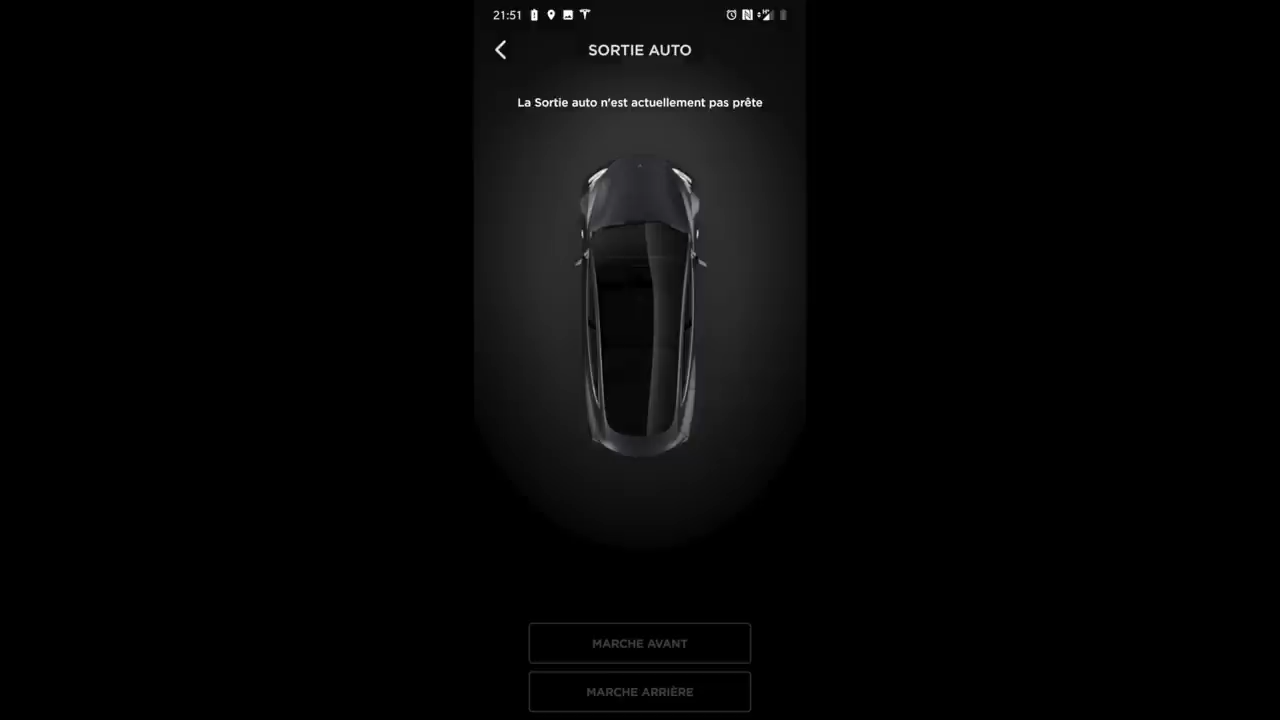 21:51
SORTIE AUTO
La Sortie auto n'est actuellement pas prête
MARCHE AVANT
MARCHE ARRIÈRE